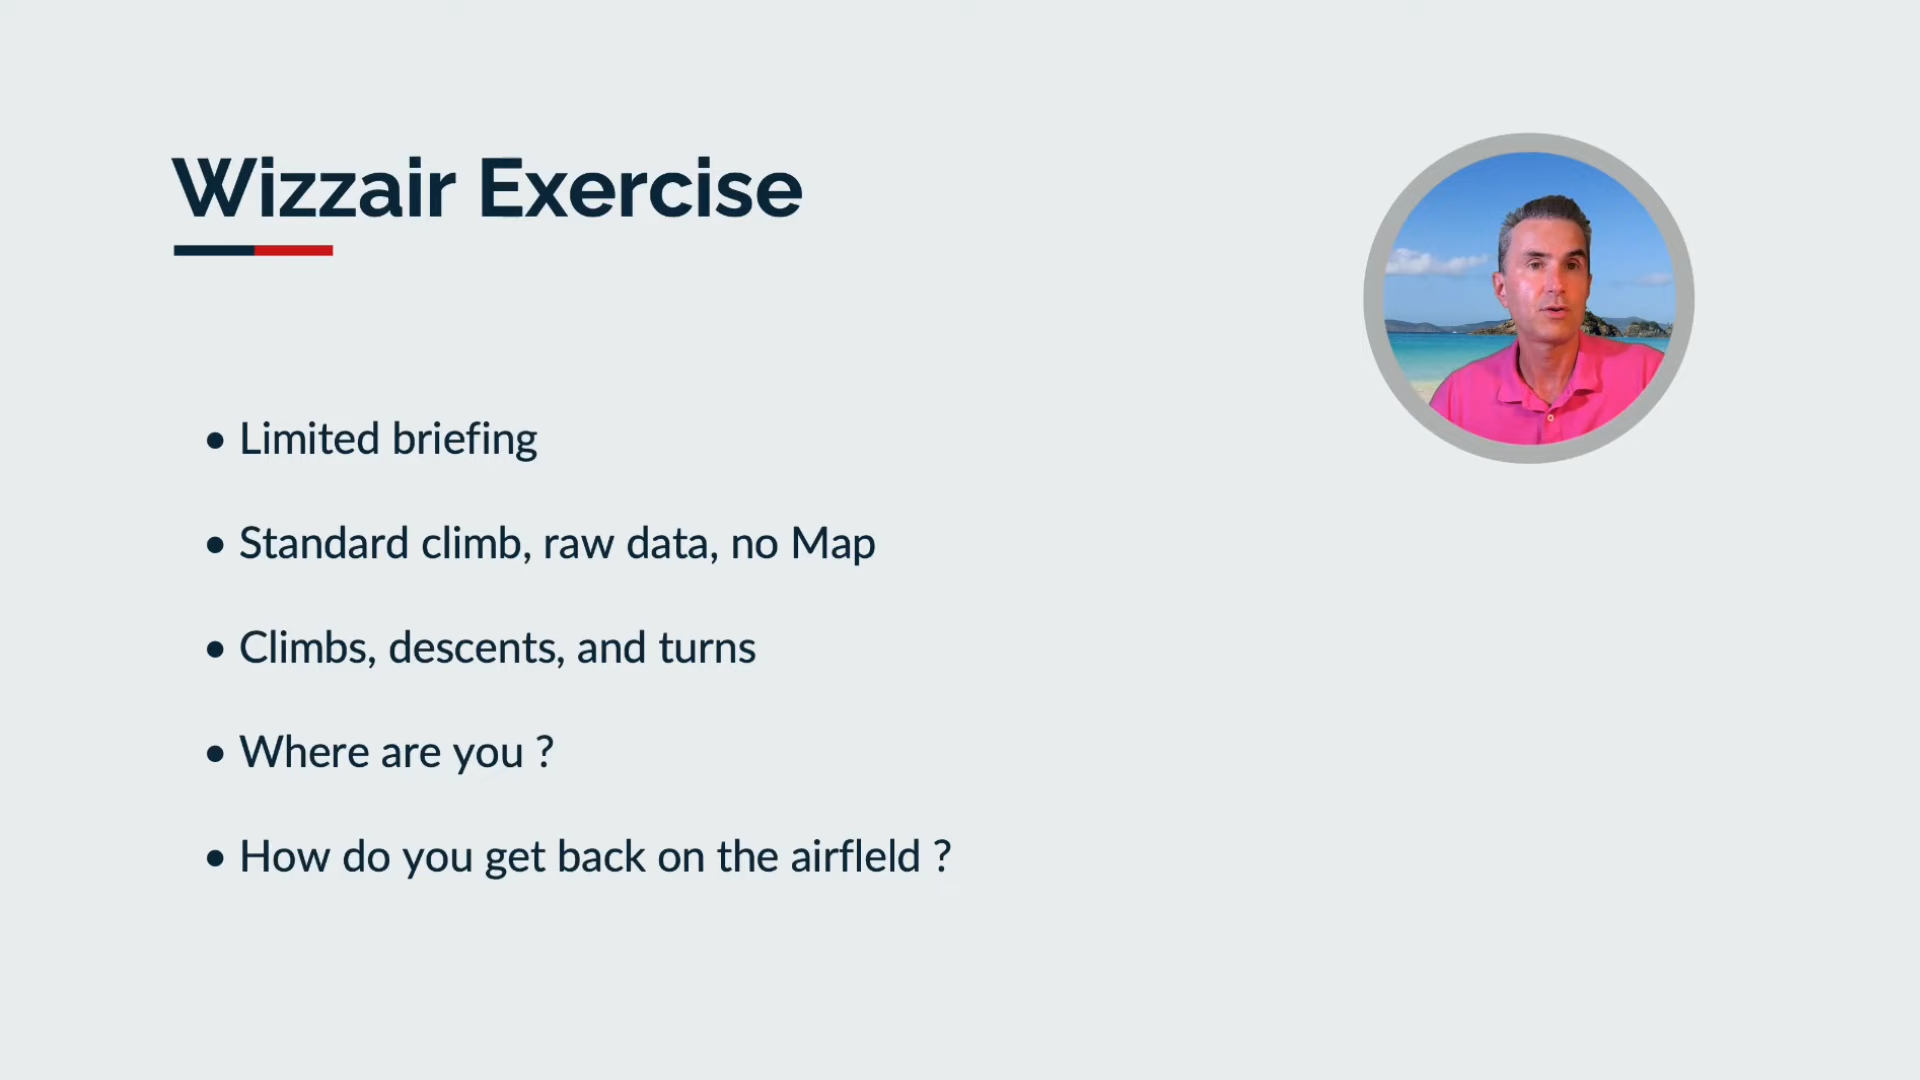 Wizzair Exercise
• Limited briefing
• Standard climb, raw data, no Map
• Climbs, descents, and turns
• Where are you ?
• How do you get back on the airfleld ?